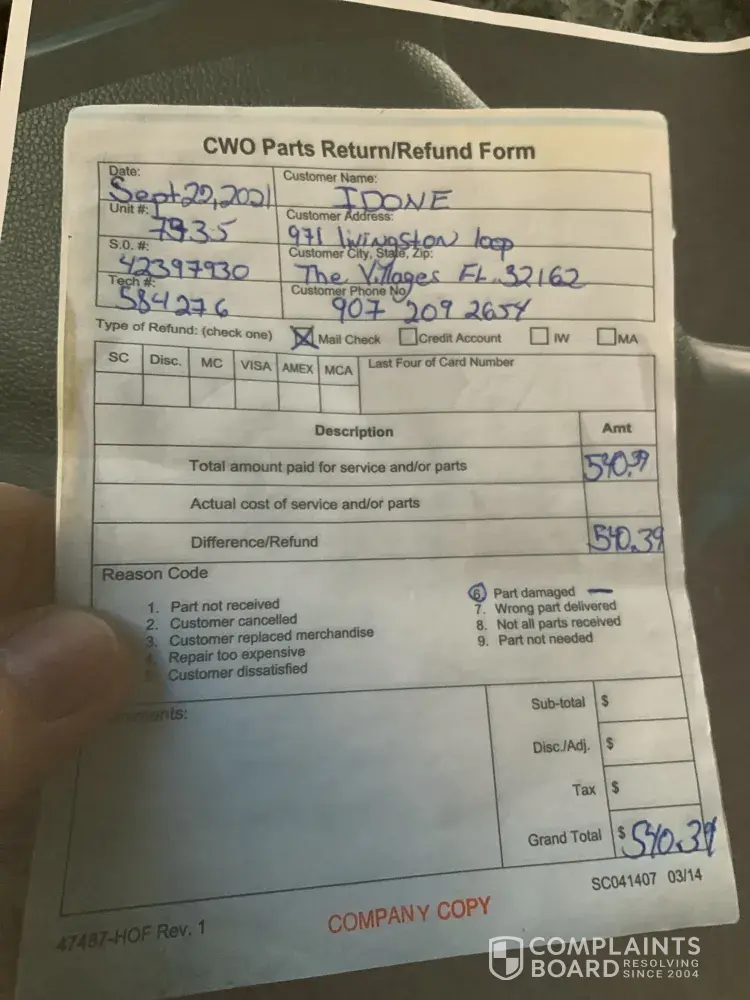 CWO Parts Return/Refund Form
Date: Sept 22, 2021
Customer Name: IDONE
Unit #: 7935
Customer Address: 971 livingston loop
S.O. #: 42397930
Customer City, State, Zip: The Villages FL. 32162
Tech #: 584276
Customer Phone No. 907 209 2654
Type of Refund: (check one) Mail Check Credit Account IW MA
SC Disc. MC VISA AMEX MCA Last Four of Card Number
Description Amt
Total amount paid for service and/or parts 540.39
Actual cost of service and/or parts
Difference/Refund 540.39
Reason Code
1. Part not received
2. Customer cancelled
3. Customer replaced merchandise
4. Repair too expensive
5. Customer dissatisfied
6. Part damaged
7. Wrong part delivered
8. Not all parts received
9. Part not needed
Comments:
Sub-total $
Disc./Adj. $
Tax $
Grand Total $ 540.39
SC041407 03/14
47487-HOF Rev. 1
COMPANY COPY
COMPLAINTS
BOARD RESOLVING SINCE 2004